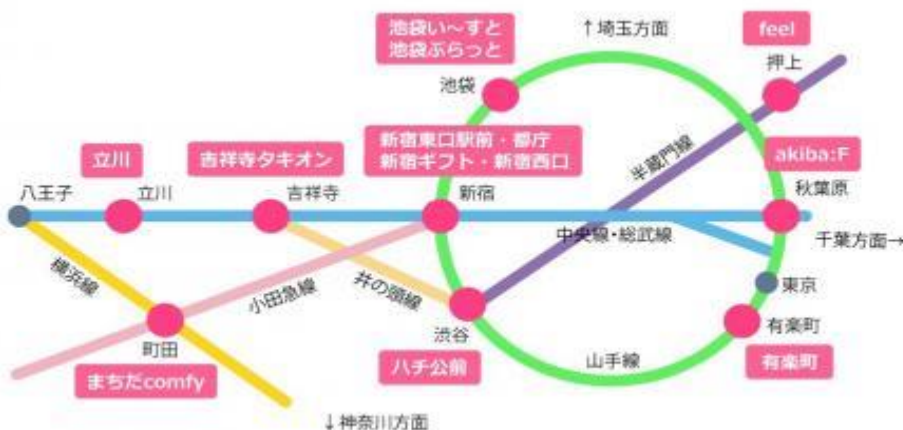 池袋い～すと
池袋ぷらっと
池袋
↑埼玉方面
feel
押上
立川
吉祥寺タキオン
新宿東口駅前・都庁
新宿ギフト・新宿西口
半蔵門線
akiba:F
八王子
立川
吉祥寺
新宿
秋葉原
中央線・総武線
千葉方面→
横浜線
小田急線
井の頭線
東京
渋谷
有楽町
町田
ハチ公前
山手線
有楽町
まちだcomfy
↓神奈川方面